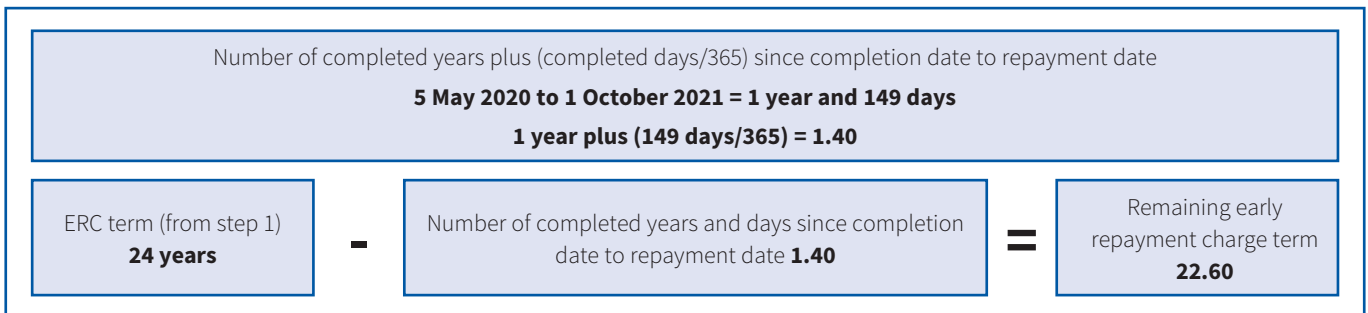 Number of completed years plus (completed days/365) since completion date to repayment date
5 May 2020 to 1 October 2021 = 1 year and 149 days
1 year plus (149 days/365) = 1.40
ERC term (from step 1)
24 years
-
Number of completed years and days since completion
date to repayment date 1.40
=
Remaining early
repayment charge term
22.60